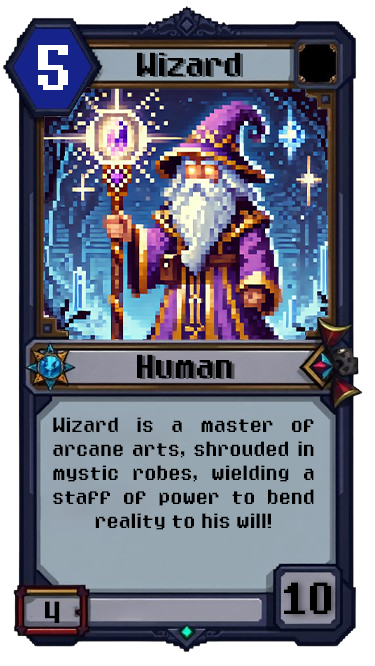 5
Wizard
Human
Wizard is a master of
arcane arts, shrouded in
mystic robes, wielding a
staff of power to bend
reality to his will!
4
10